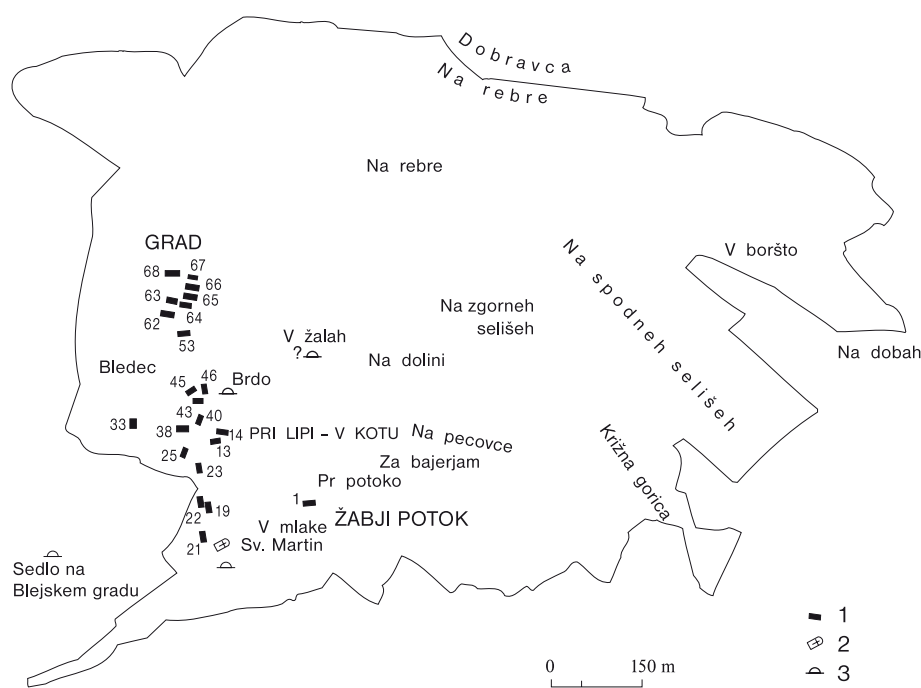 Dobravca
Na rebre
Na rebre
GRAD
68
67
66
63
65
62
64
53
V boršto
Na spodneh selišeh
Na zgorneh
selišeh
V žalah
?
Na dolini
Na dobah
Bledec
45
46
Brdo
33
43
40
38
14
PRI LIPI – V KOTU
Na pecovce
13
25
23
Za bajerjam
Pr potoko
Križna gorica
1
22
19
V mlake
ŽABJI POTOK
21
Sv. Martin
Sedlo na
Blejskem gradu
1
2
3
0 150 m